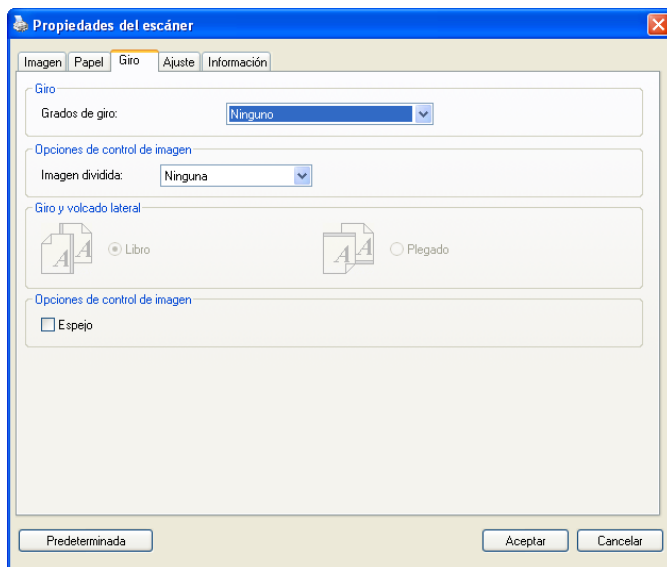 Propiedades del escáner
Imagen Papel Giro Ajuste Información
Giro
Grados de giro: Ninguno
Opciones de control de imagen
Imagen dividida: Ninguna
Giro y volcado lateral
A A Libro A A Plegado
Opciones de control de imagen
Espejo
Predeterminada Aceptar Cancelar